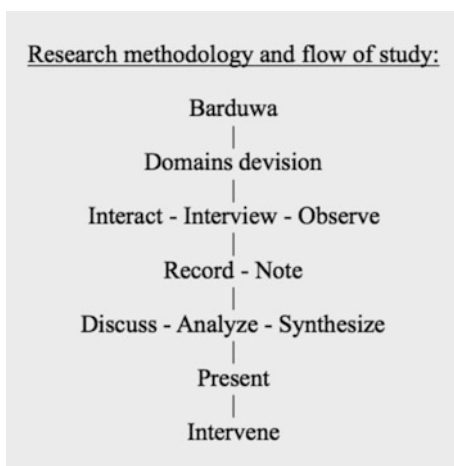 Research methodology and flow of study:
Barduwa
Domains devision
Interact - Interview - Observe
Record - Note
Discuss - Analyze - Synthesize
Present
Intervene